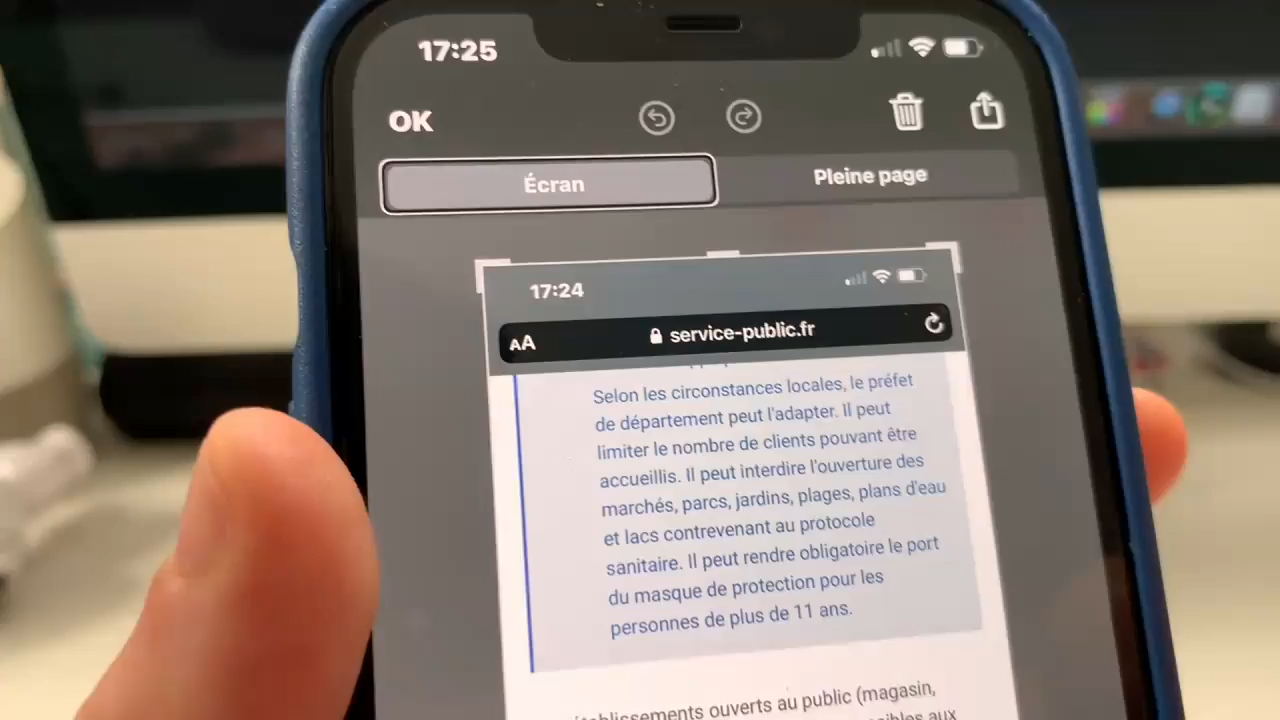 17:25
OK
Écran
Pleine page
17:24
AA service-public.fr
Selon les circonstances locales, le préfet
de département peut l'adapter. Il peut
limiter le nombre de clients pouvant être
accueillis. Il peut interdire l'ouverture des
marchés, parcs, jardins, plages, plans d'eau
et lacs contrevenant au protocole
sanitaire. Il peut rendre obligatoire le port
du masque de protection pour les
personnes de plus de 11 ans.
ouverts au public (magasin,
aux